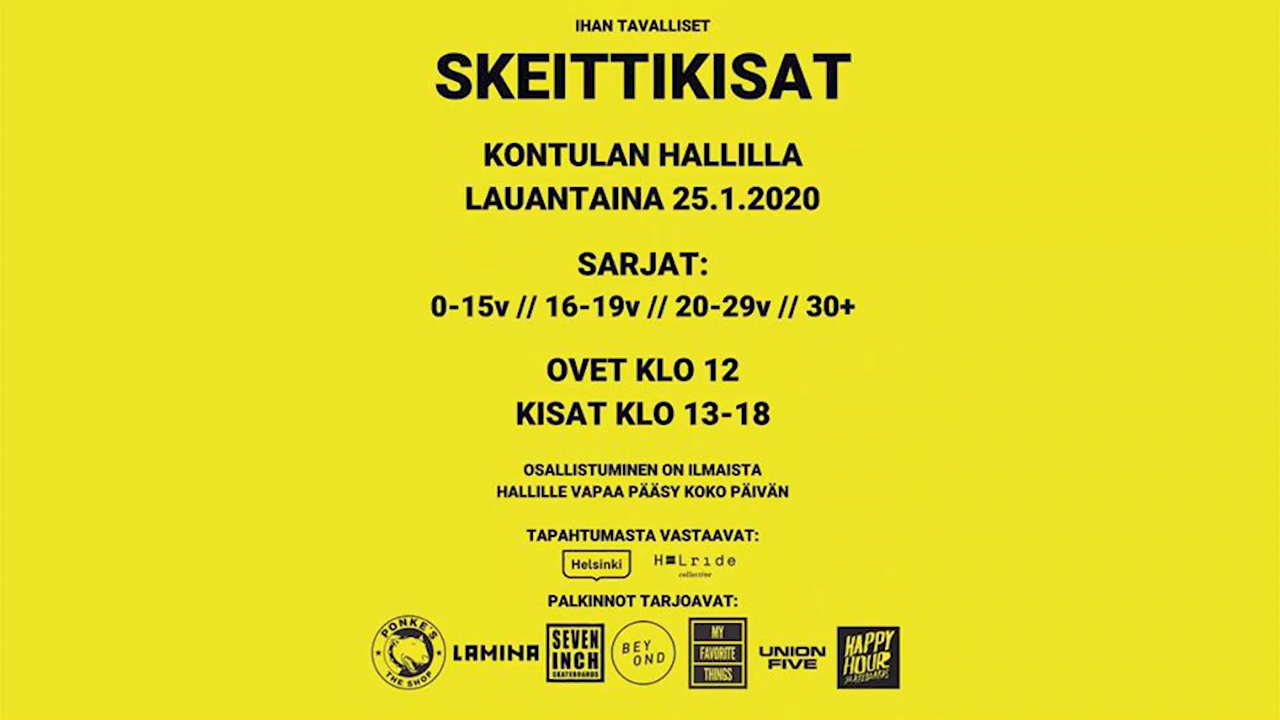 IHAN TAVALLISET
SKEITTIKISAT
KONTULAN HALLILLA
LAUANTAINA 25.1.2020
SARJAT:
0-15v // 16-19v // 20-29v // 30+
OVET KLO 12
KISAT KLO 13-18
OSALLISTUMINEN ON ILMAISTA
HALLILLE VAPAA PÄÄSY KOKO PÄIVÄN
TAPAHTUMASTA VASTAAVAT:
Helsinki
HELride
collective
PALKINNOT TARJOAVAT:
PONKE'S
THE SHOP
LAMINA
SEVEN
INCH
SKATEBOARDS
BEY
OND
MY
FAVORITE
THINGS
UNION
FIVE
HAPPY
HOUR
SKATEBOARDS